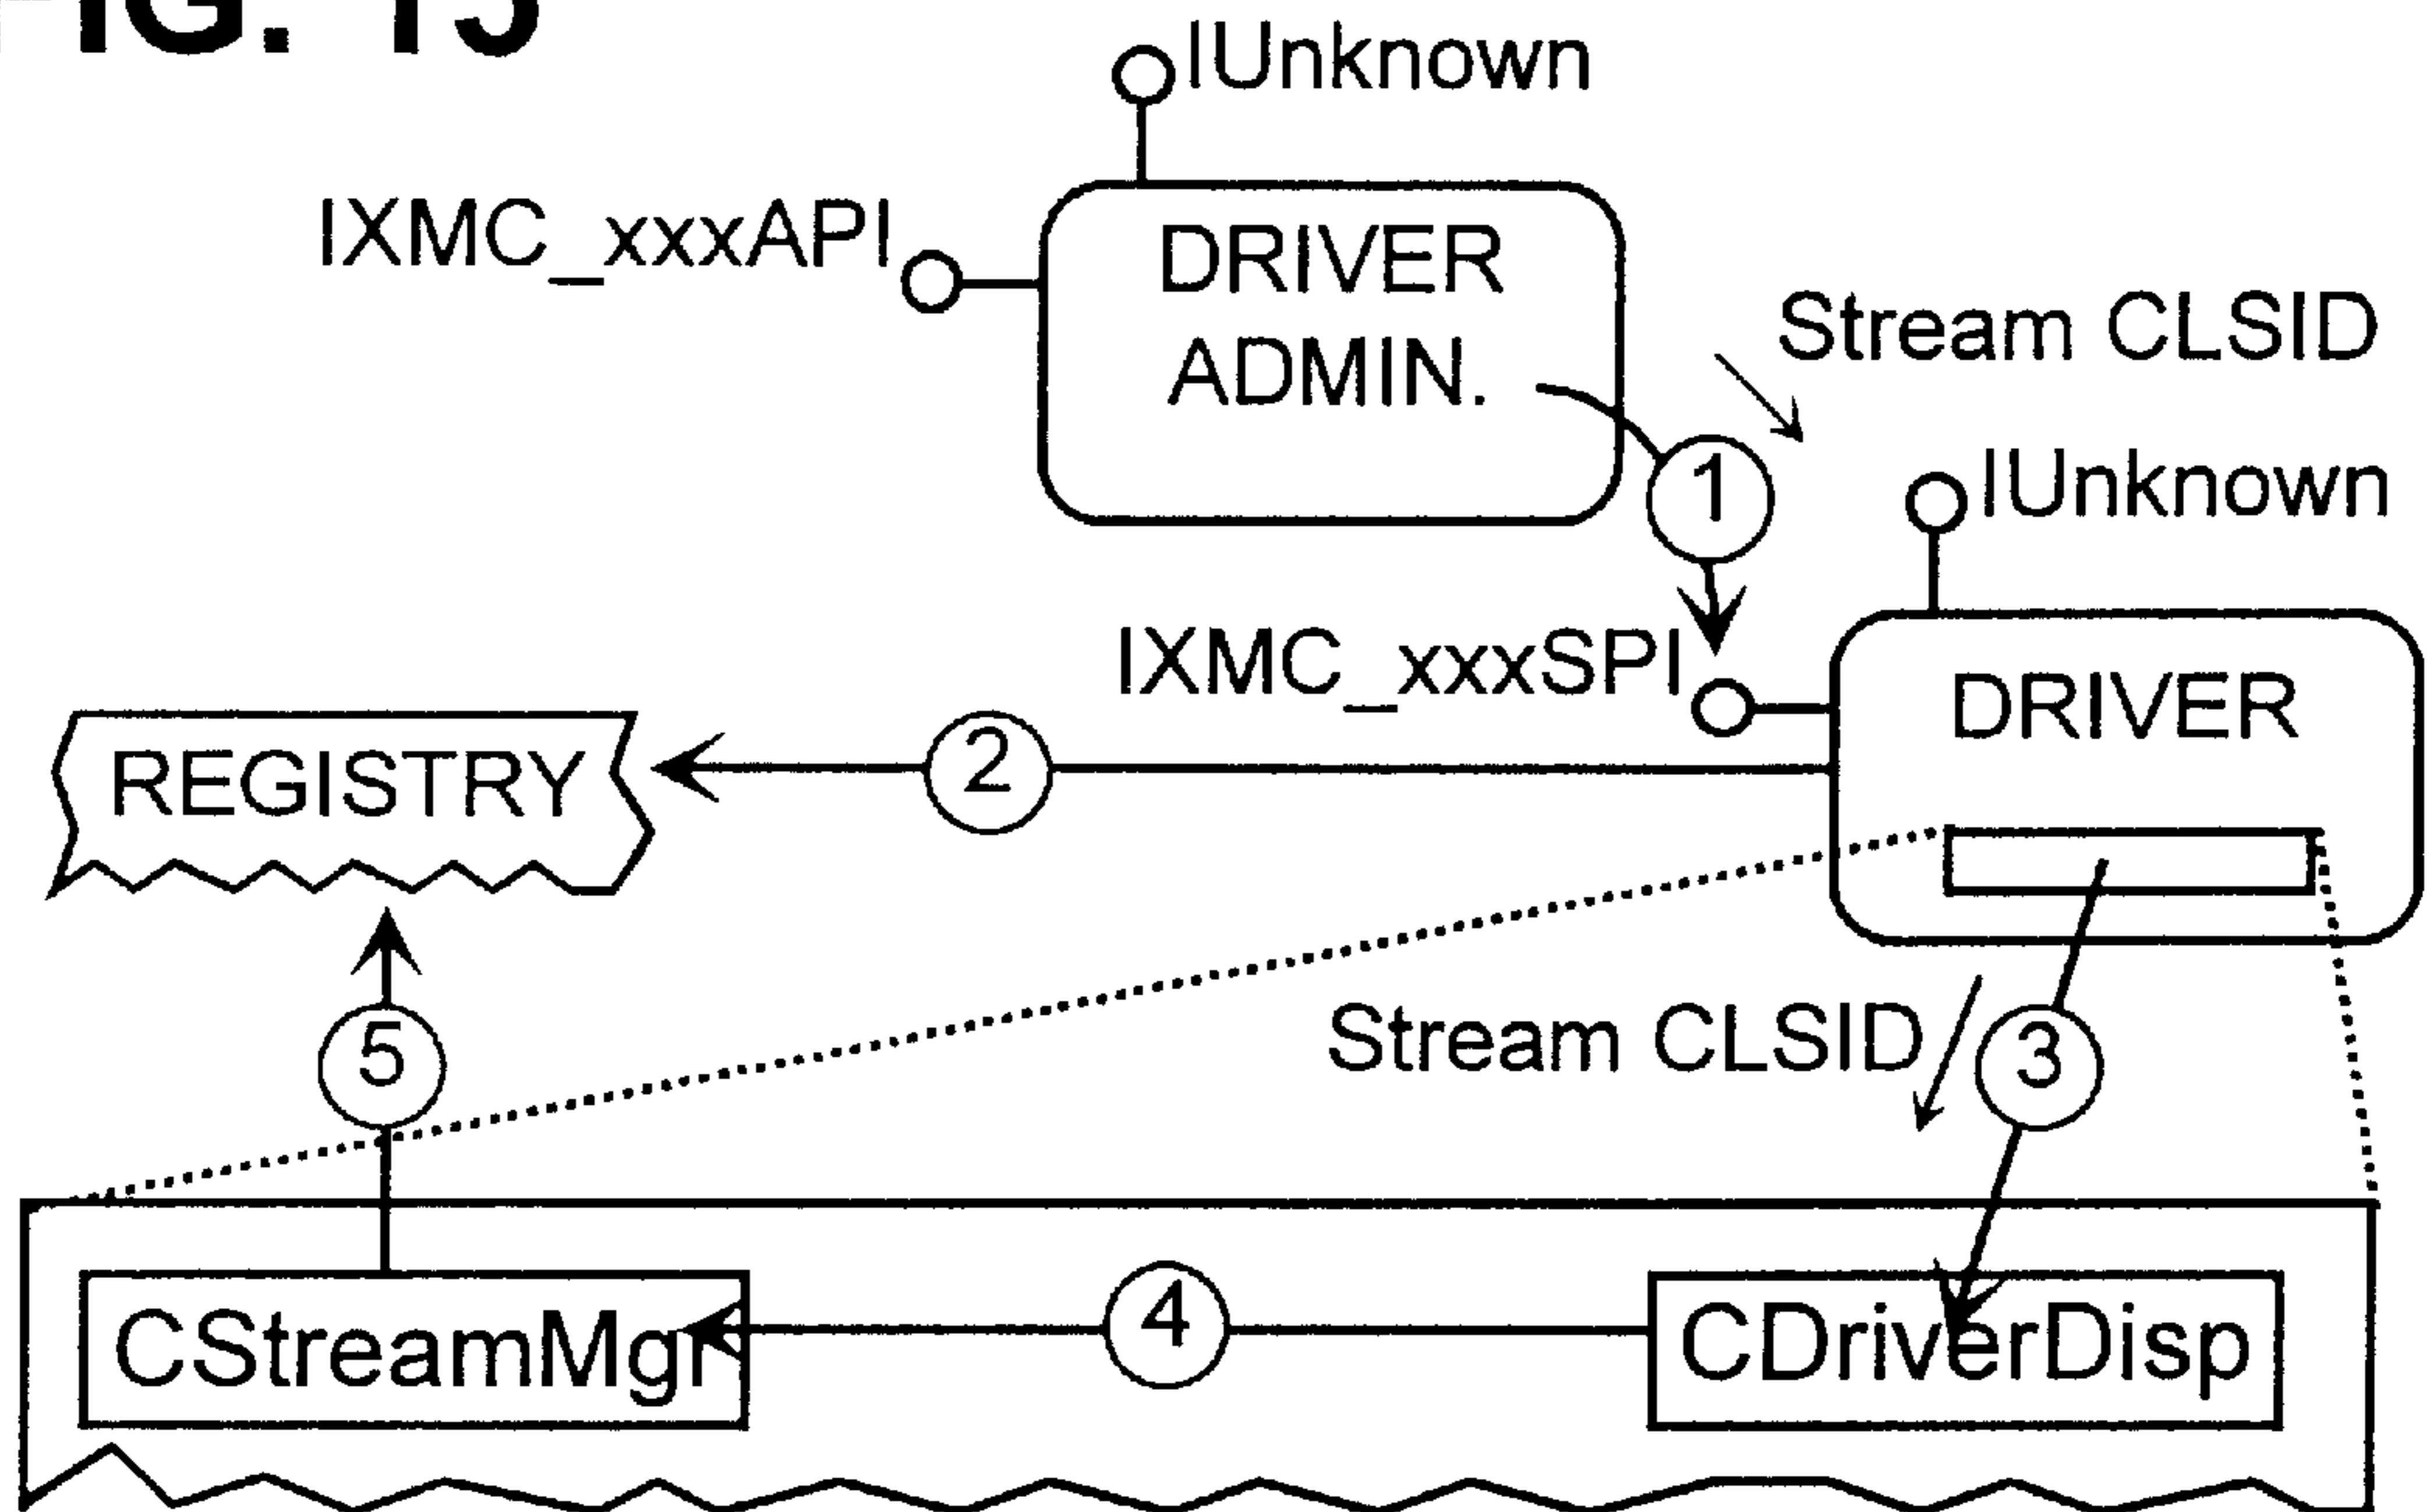 FIG. 15
IUnknown
IXMC_xxxAPI
DRIVER
ADMIN.
Stream CLSID
1
IUnknown
IXMC_xxxSPI
DRIVER
2
REGISTRY
Stream CLSID
3
5
CStreamMgr
4
CDriverDisp